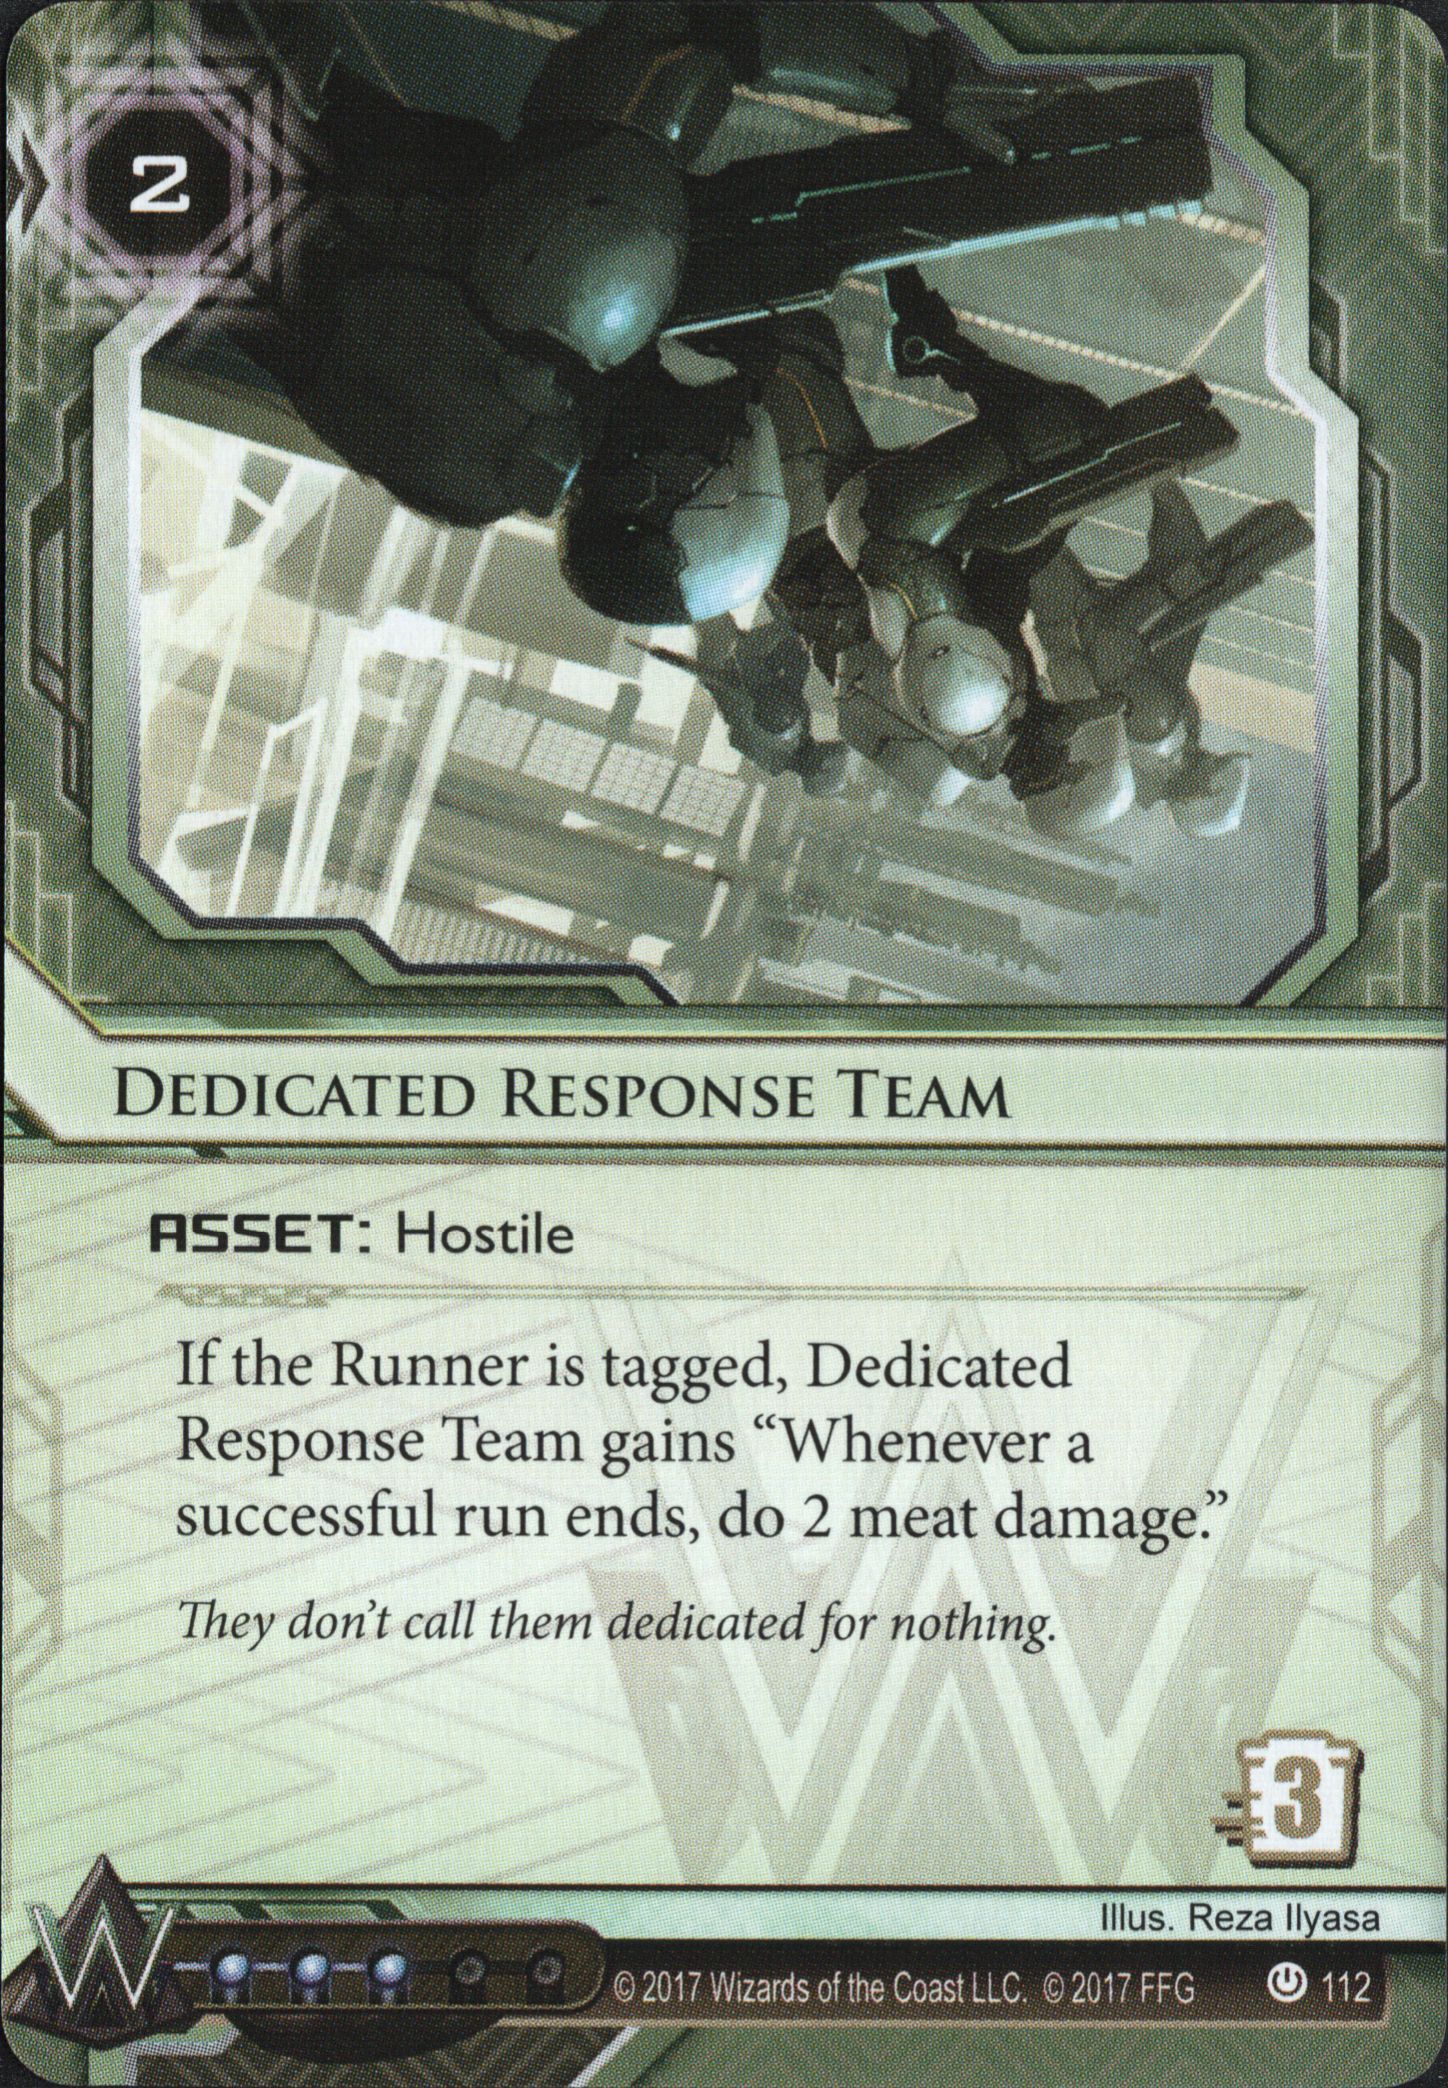 2
DEDICATED RESPONSE TEAM
ASSET: Hostile
If the Runner is tagged, Dedicated
Response Team gains “Whenever a
successful run ends, do 2 meat damage.”
They don’t call them dedicated for nothing.
3
Illus. Reza Ilyasa
W
© 2017 Wizards of the Coast LLC. © 2017 FFG 112